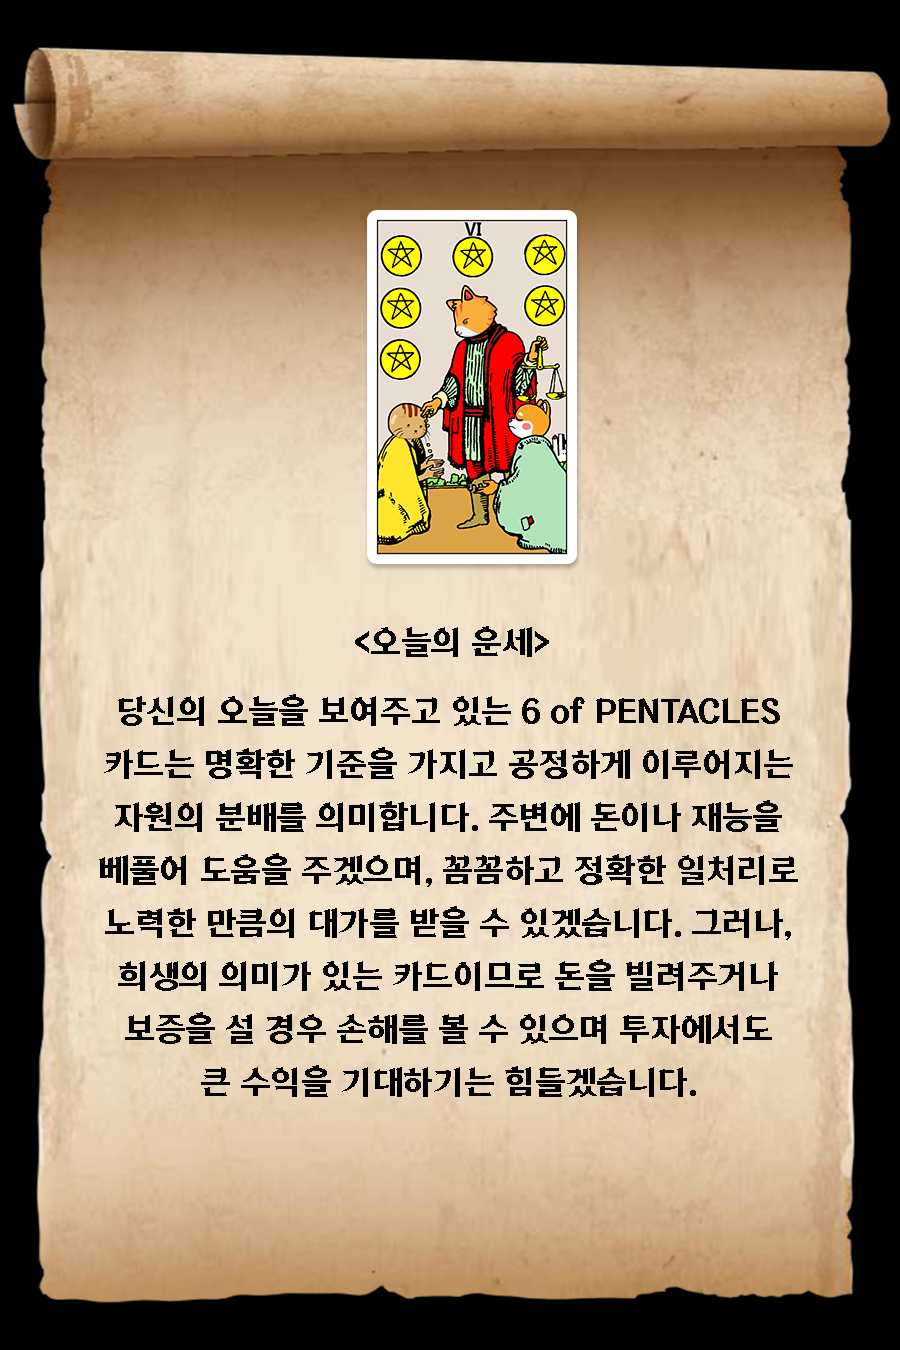 VI
<오늘의 운세>
당신의 오늘을 보여주고 있는 6 of PENTACLES
카드는 명확한 기준을 가지고 공정하게 이루어지는
자원의 분배를 의미합니다. 주변에 돈이나 재능을
베풀어 도움을 주겠으며, 꼼꼼하고 정확한 일처리로
노력한 만큼의 대가를 받을 수 있겠습니다. 그러나,
희생의 의미가 있는 카드이므로 돈을 빌려주거나
보증을 설 경우 손해를 볼 수 있으며 투자에서도
큰 수익을 기대하기는 힘들겠습니다.